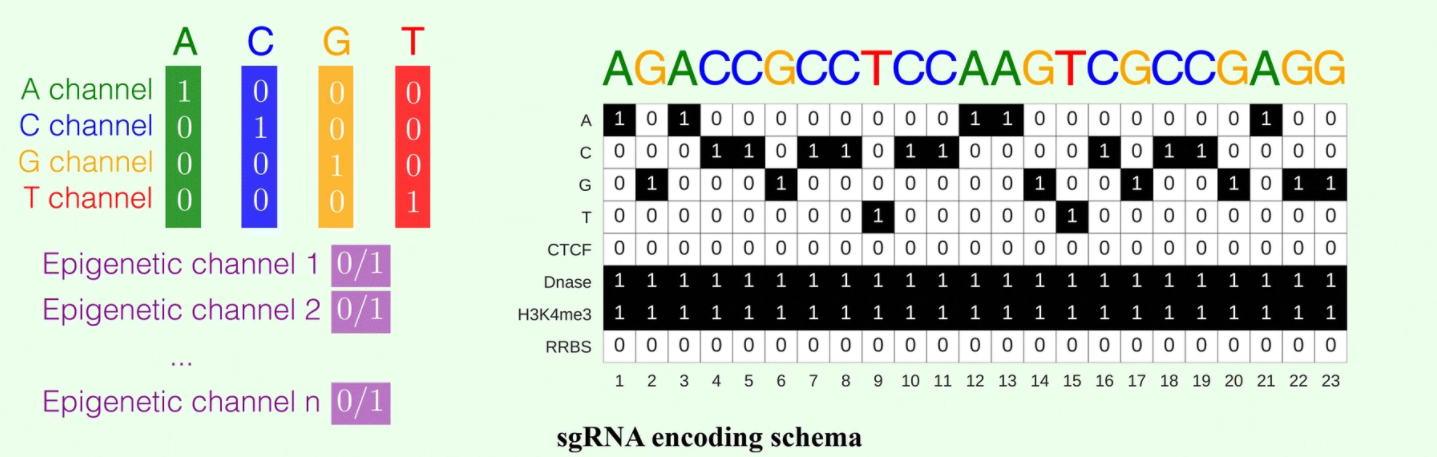 A C G T
A channel 1 0 0 0
C channel 0 1 0 0
G channel 0 0 1 0
T channel 0 0 0 1
Epigenetic channel 1 0/1
Epigenetic channel 2 0/1
...
Epigenetic channel n 0/1
AGACCGCCTCCAAGTCGCCGAGG
A 1 0 1 0 0 0 0 0 0 0 0 1 1 0 0 0 0 0 0 0 1 0 0
C 0 0 0 1 1 0 1 1 0 1 1 0 0 0 0 1 0 1 1 0 0 0 0
G 0 1 0 0 0 1 0 0 0 0 0 0 0 1 0 0 1 0 0 1 0 1 1
T 0 0 0 0 0 0 0 0 1 0 0 0 0 0 1 0 0 0 0 0 0 0 0
CTCF 0 0 0 0 0 0 0 0 0 0 0 0 0 0 0 0 0 0 0 0 0 0 0
Dnase 1 1 1 1 1 1 1 1 1 1 1 1 1 1 1 1 1 1 1 1 1 1 1
H3K4me3 1 1 1 1 1 1 1 1 1 1 1 1 1 1 1 1 1 1 1 1 1 1 1
RRBS 0 0 0 0 0 0 0 0 0 0 0 0 0 0 0 0 0 0 0 0 0 0 0
1 2 3 4 5 6 7 8 9 10 11 12 13 14 15 16 17 18 19 20 21 22 23
sgRNA encoding schema